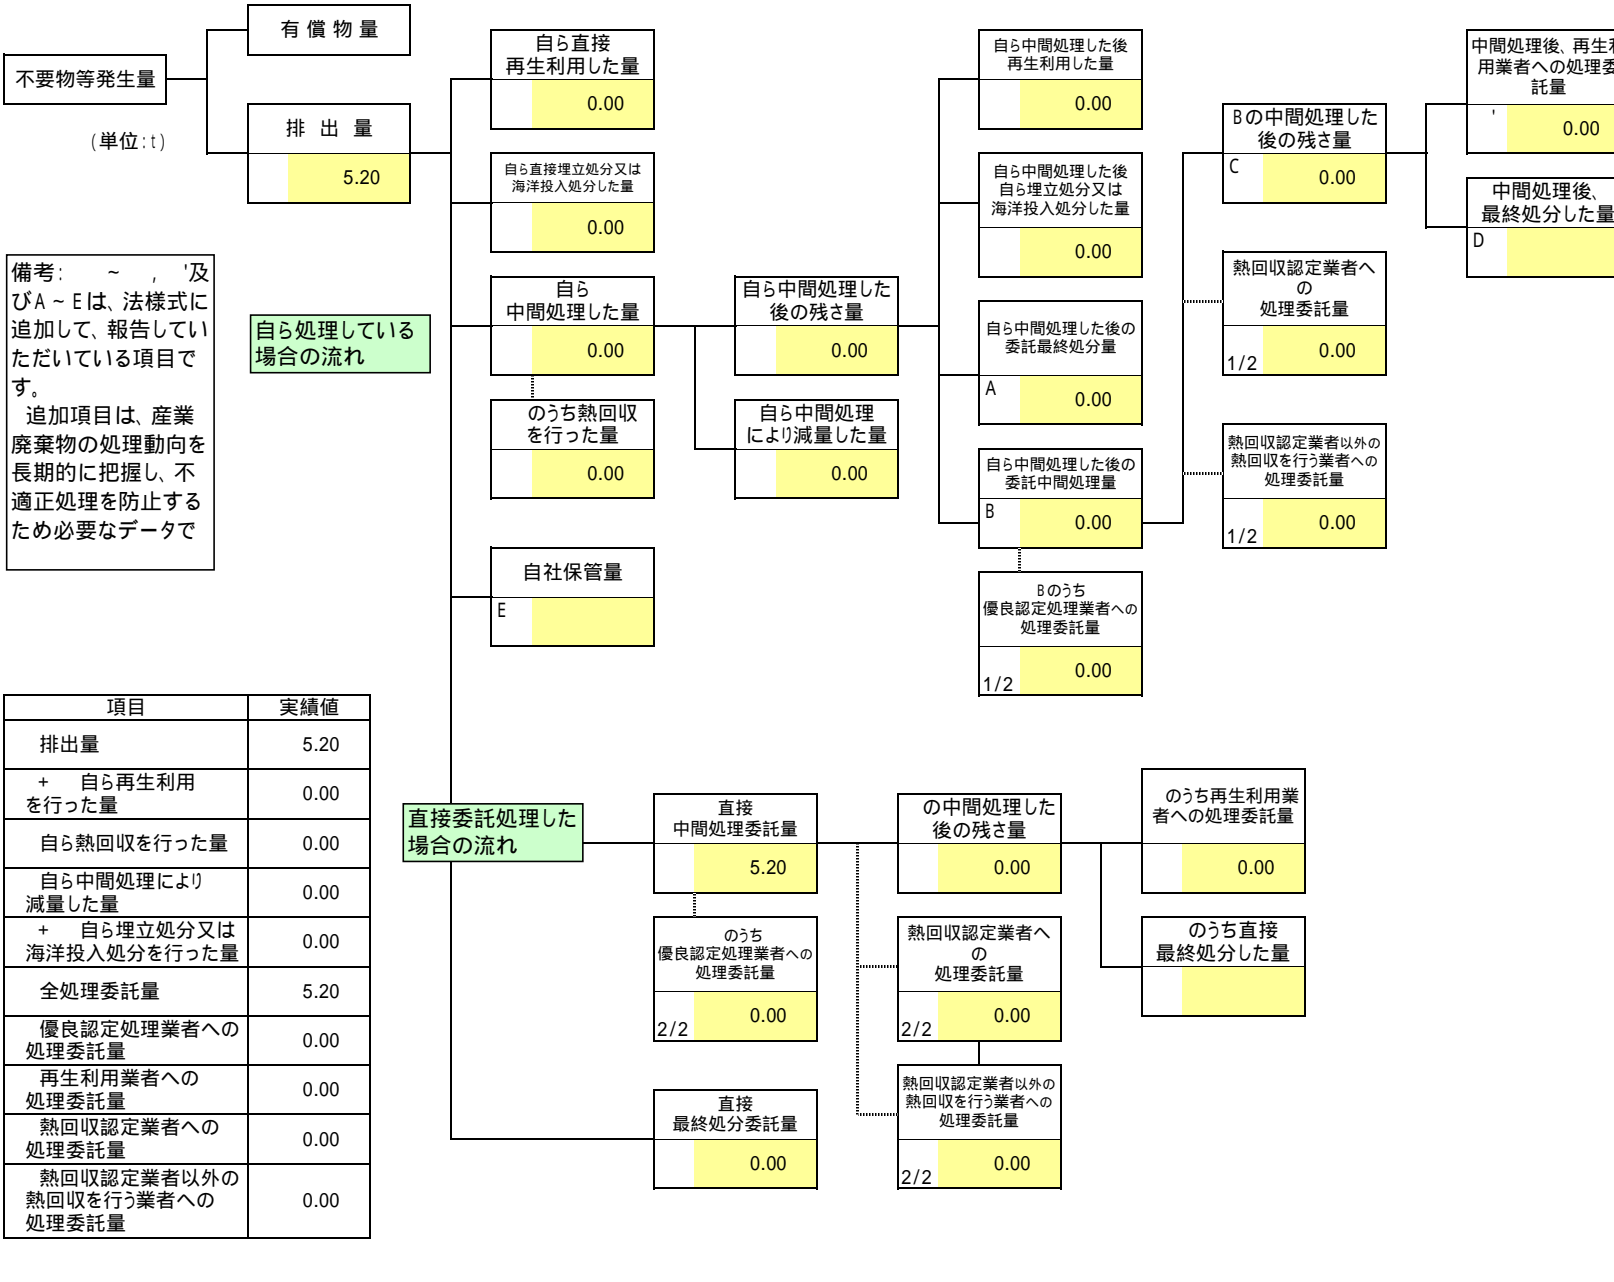 有 償 物 量
不要物等発生量
(単位:t)
排 出 量
5.20
備考: ~ , '及
びA~Eは、法様式に
追加して、報告してい
ただいている項目で
す。
追加項目は、産業
廃棄物の処理動向を
長期的に把握し、不
適正処理を防止する
ため必要なデータで
自ら処理している
場合の流れ
自ら直接
再生利用した量
0.00
自ら直接埋立処分又は
海洋投入処分した量
0.00
自ら
中間処理した量
0.00
のうち熱回収
を行った量
0.00
自社保管量
E
自ら中間処理した
後の残さ量
0.00
自ら中間処理
により減量した量
0.00
自ら中間処理した後
再生利用した量
0.00
自ら中間処理した後
自ら埋立処分又は
海洋投入処分した量
0.00
自ら中間処理した後の
委託最終処分量
A
0.00
自ら中間処理した後の
委託中間処理量
B
0.00
Bのうち
優良認定処理業者への
処理委託量
1/2
0.00
Bの中間処理した
後の残さ量
C
0.00
熱回収認定業者へ
の
処理委託量
1/2
0.00
熱回収認定業者以外の
熱回収を行う業者への
処理委託量
1/2
0.00
中間処理後、再生利
用業者への処理委
託量
'
0.00
中間処理後、
最終処分した量
D
項目 実績値
排出量 5.20
+ 自ら再生利用
を行った量
0.00
自ら熱回収を行った量 0.00
自ら中間処理により
減量した量
0.00
+ 自ら埋立処分又は
海洋投入処分を行った量
0.00
全処理委託量 5.20
優良認定処理業者への
処理委託量
0.00
再生利用業者への
処理委託量
0.00
熱回収認定業者への
処理委託量
0.00
熱回収認定業者以外の
熱回収を行う業者への
処理委託量
0.00
直接委託処理した
場合の流れ
直接
中間処理委託量
5.20
のうち
優良認定処理業者への
処理委託量
2/2
0.00
直接
最終処分委託量
0.00
の中間処理した
後の残さ量
0.00
熱回収認定業者へ
の
処理委託量
2/2
0.00
熱回収認定業者以外の
熱回収を行う業者への
処理委託量
2/2
0.00
のうち再生利用業
者への処理委託量
0.00
のうち直接
最終処分した量